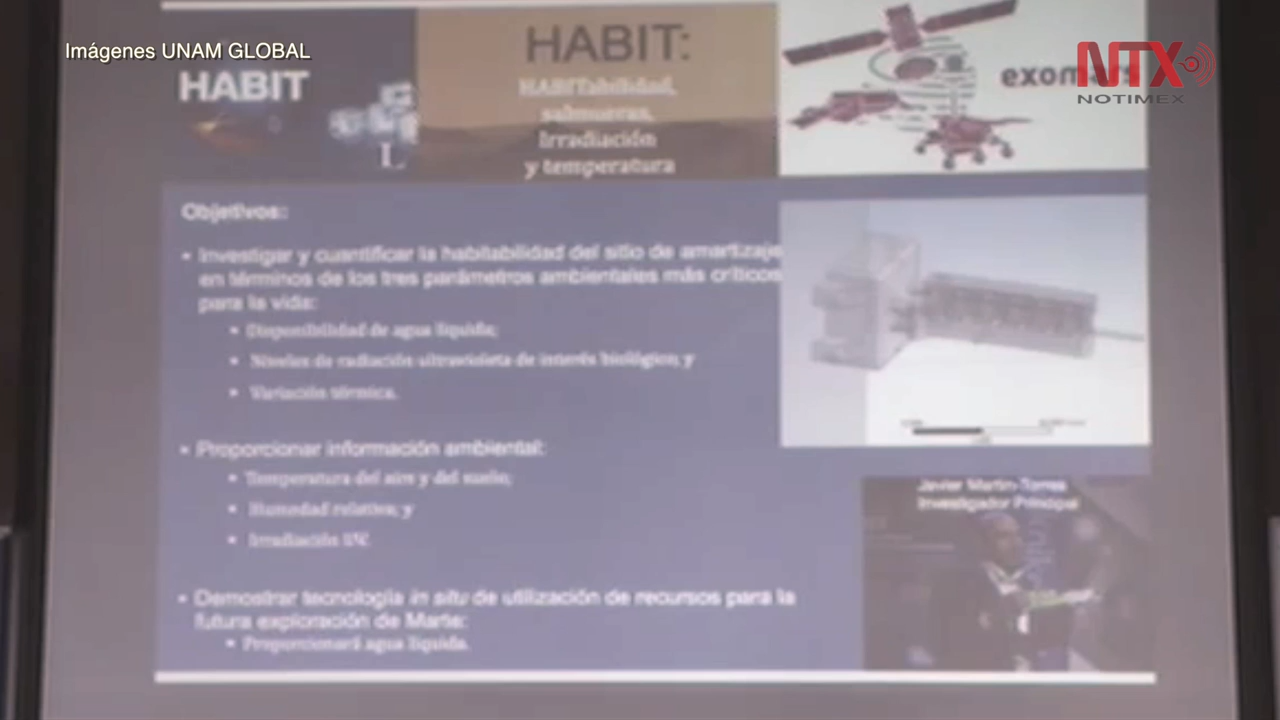 Imágenes UNAM GLOBAL
HABIT
HABIT:
HABITabilidad,
salmueras,
Irradiación
y temperatura
exomars
NTX
NOTIMEX
Objetivos:
• Investigar y cuantificar la habitabilidad del sitio de amartizaje
en términos de los tres parámetros ambientales más críticos
para la vida:
• Disponibilidad de agua líquida;
• Niveles de radiación ultravioleta de interés biológico; y
• Variación térmica.
• Proporcionar información ambiental:
• Temperatura del aire y del suelo;
• Humedad relativa; y
• Irradiación UV.
• Demostrar tecnología in situ de utilización de recursos para la
futura exploración de Marte:
• Proporcionará agua líquida.
Javier Martín-Torres
Investigador Principal